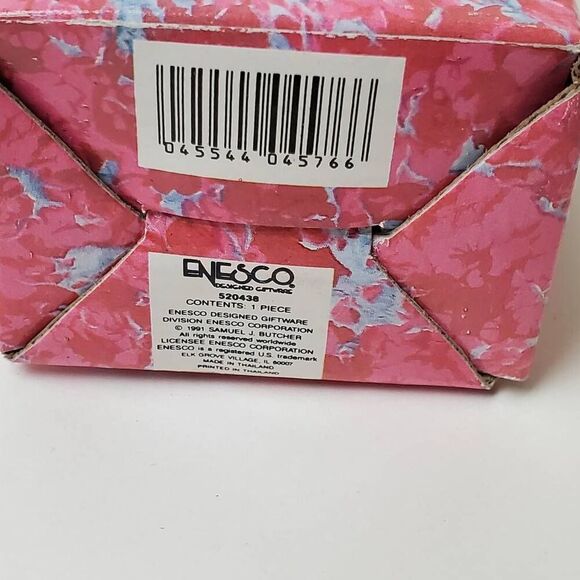 045544 045766
ENESCO®
DESIGNED GIFTWARE
520438
CONTENTS: 1 PIECE
ENESCO DESIGNED GIFTWARE
DIVISION ENESCO CORPORATION
© 1991 SAMUEL J. BUTCHER
All rights reserved worldwide
LICENSEE ENESCO CORPORATION
ENESCO is a registered U.S. trademark
ELK GROVE VILLAGE, IL 60007
MADE IN THAILAND
PRINTED IN THAILAND